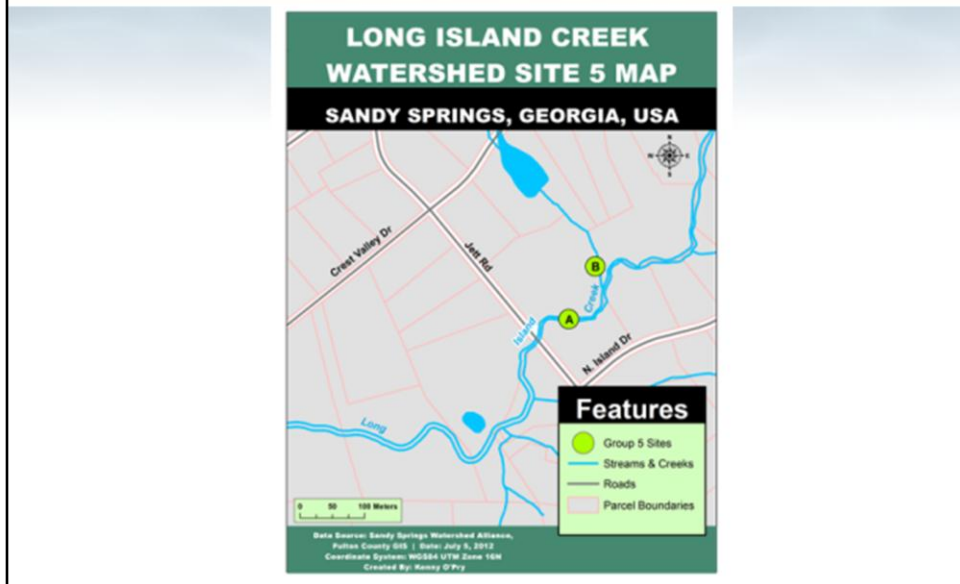 LONG ISLAND CREEK
WATERSHED SITE 5 MAP
SANDY SPRINGS, GEORGIA, USA
N
W E
S
Crest Valley Dr
Jett Rd
B
Creek
A
Island
N. Island Dr
Long
Features
Group 5 Sites
Streams & Creeks
Roads
Parcel Boundaries
0 50 100 Meters
Data Source: Sandy Springs Watershed Alliance,
Fulton County GIS | Date: July 5, 2012
Coordinate System: WGS84 UTM Zone 16N
Created By: Kenny O'Pry